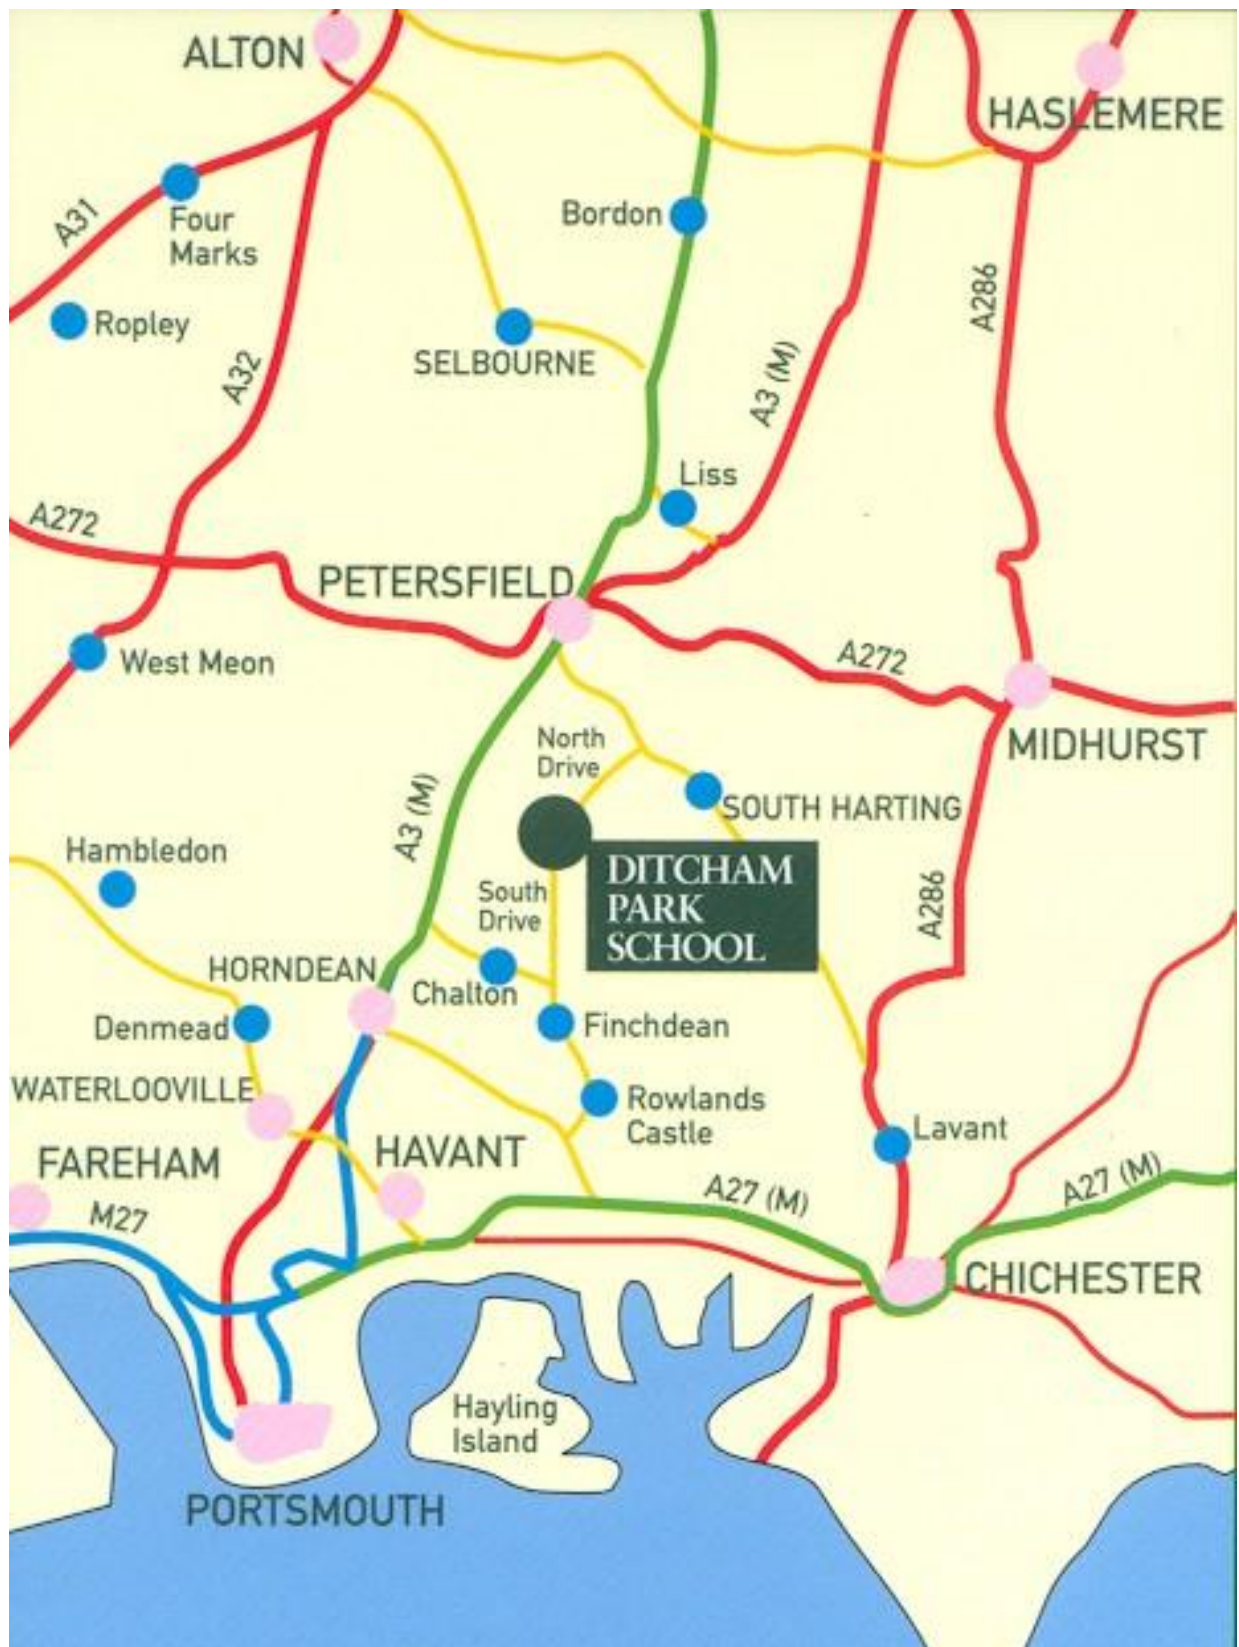 ALTON
HASLEMERE
A31
Four
Marks
Bordon
Ropley
A286
SELBOURNE
A32
A3 (M)
Liss
A272
PETERSFIELD
West Meon
A272
MIDHURST
North
Drive
A3 (M)
SOUTH HARTING
Hambledon
DITCHAM
PARK
SCHOOL
South
Drive
A286
HORNDEAN
Chalton
Denmead
Finchdean
WATERLOOVILLE
Rowlands
Castle
Lavant
FAREHAM
HAVANT
M27
A27 (M)
A27 (M)
CHICHESTER
Hayling
Island
PORTSMOUTH